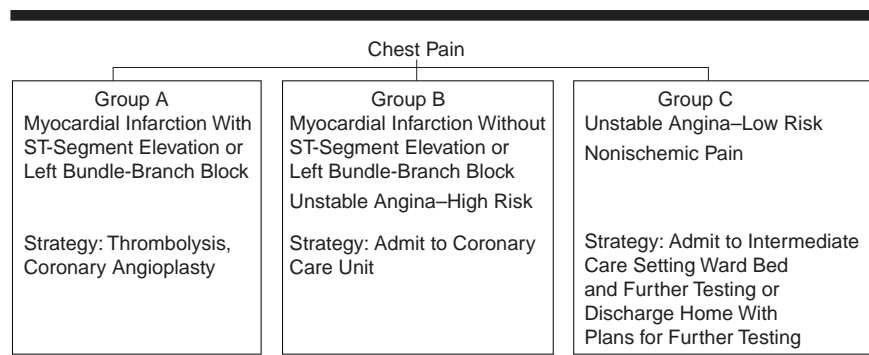 Chest Pain
Group A
Myocardial Infarction With
ST-Segment Elevation or
Left Bundle-Branch Block
Strategy: Thrombolysis,
Coronary Angioplasty
Group B
Myocardial Infarction Without
ST-Segment Elevation or
Left Bundle-Branch Block
Unstable Angina–High Risk
Strategy: Admit to Coronary
Care Unit
Group C
Unstable Angina–Low Risk
Nonischemic Pain
Strategy: Admit to Intermediate
Care Setting Ward Bed
and Further Testing or
Discharge Home With
Plans for Further Testing